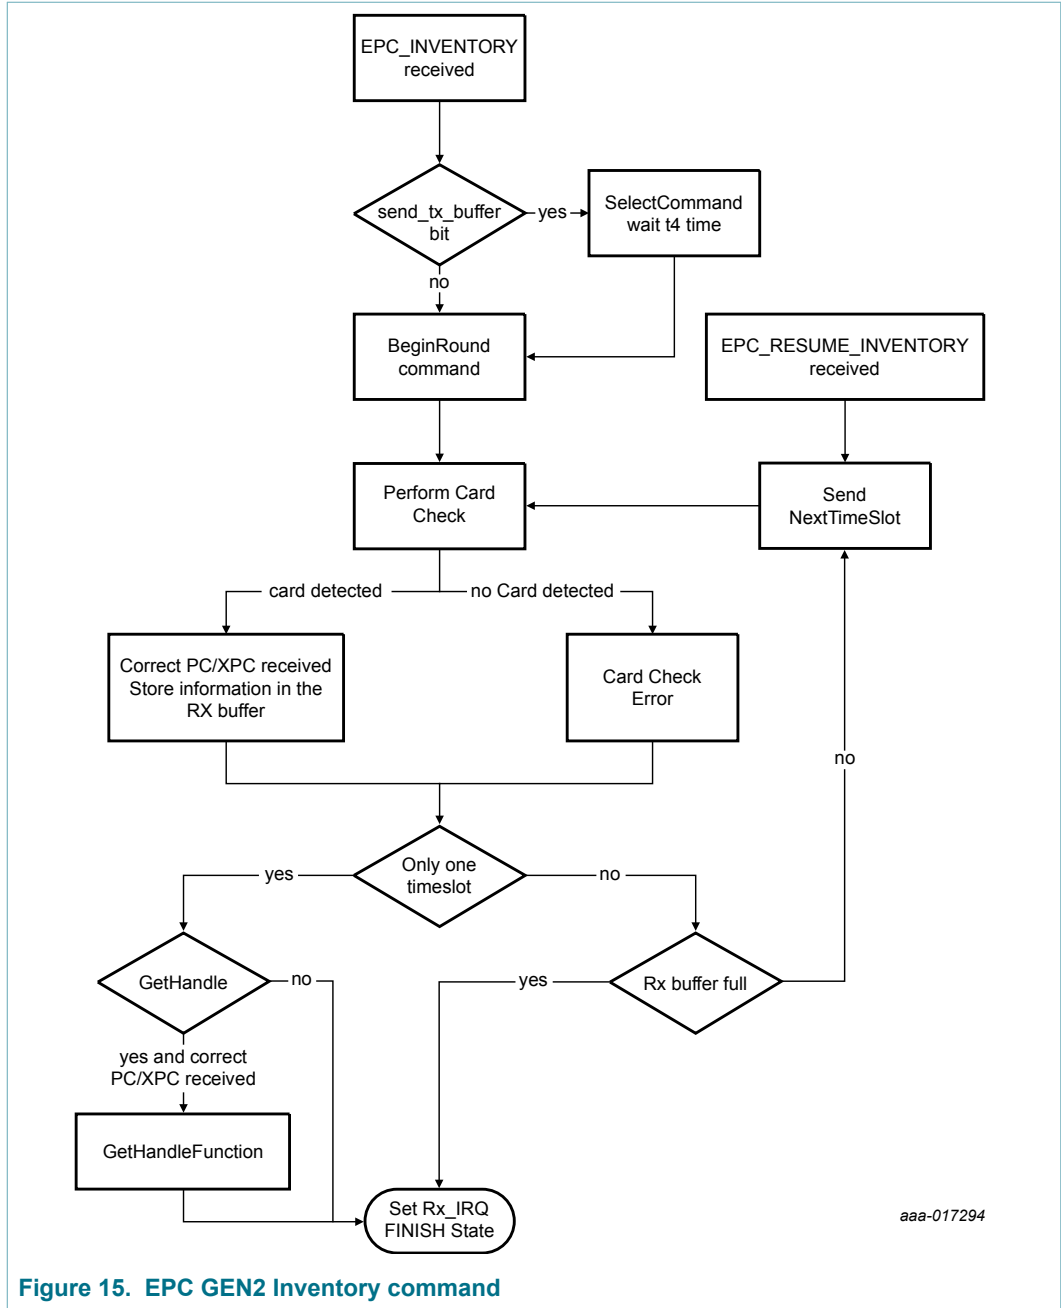 EPC_INVENTORY
received
send_tx_buffer
bit
yes
SelectCommand
wait t4 time
no
BeginRound
command
EPC_RESUME_INVENTORY
received
Perform Card
Check
Send
NextTimeSlot
card detected
no Card detected
Correct PC/XPC received
Store information in the
RX buffer
Card Check
Error
no
Only one
timeslot
yes
no
GetHandle
no
yes
Rx buffer full
yes and correct
PC/XPC received
GetHandleFunction
Set Rx_IRQ
FINISH State
aaa-017294
Figure 15. EPC GEN2 Inventory command